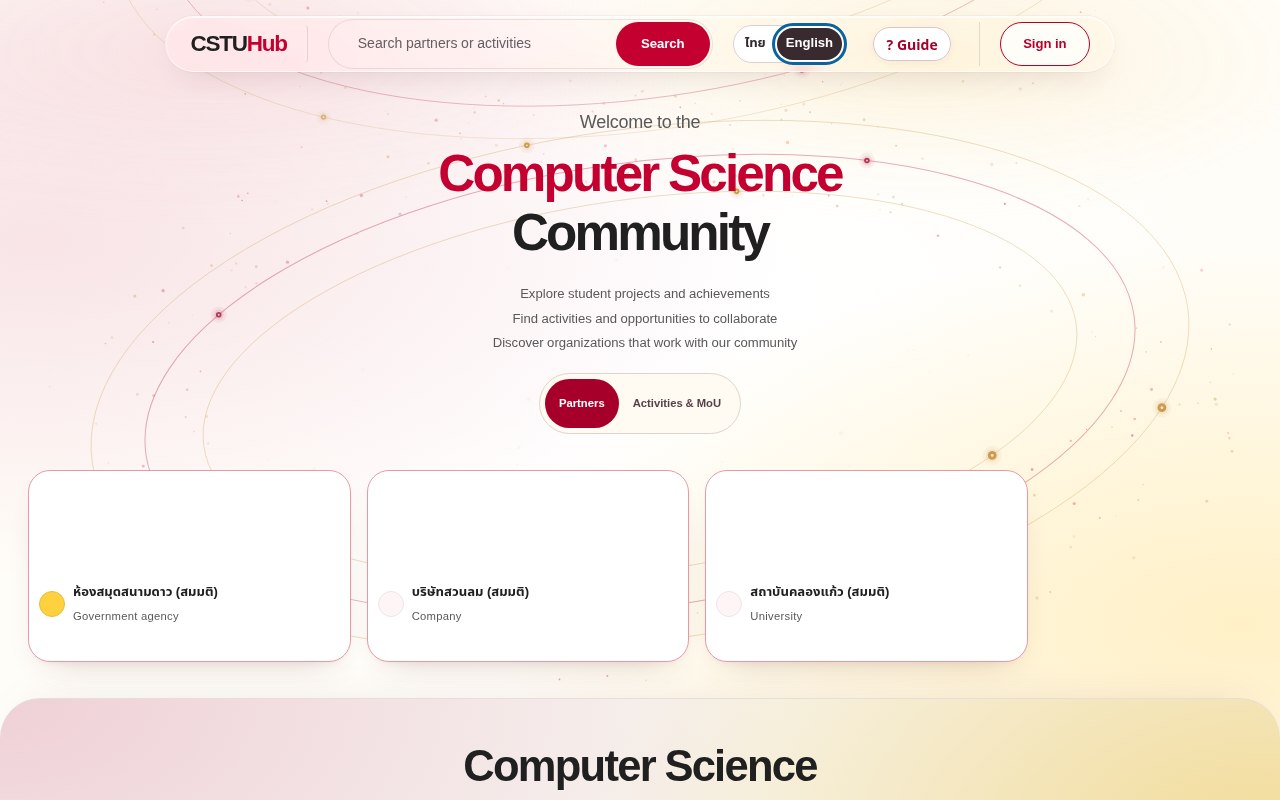 CSTUHub
Search partners or activities
Search
ไทย
English
? Guide
Sign in
Welcome to the
Computer Science
Community
Explore student projects and achievements
Find activities and opportunities to collaborate
Discover organizations that work with our community
Partners
Activities & MoU
ห้องสมุดสนามดาว (สมมติ)
Government agency
บริษัทสวนลม (สมมติ)
Company
สถาบันคลองแก้ว (สมมติ)
University
Computer Science